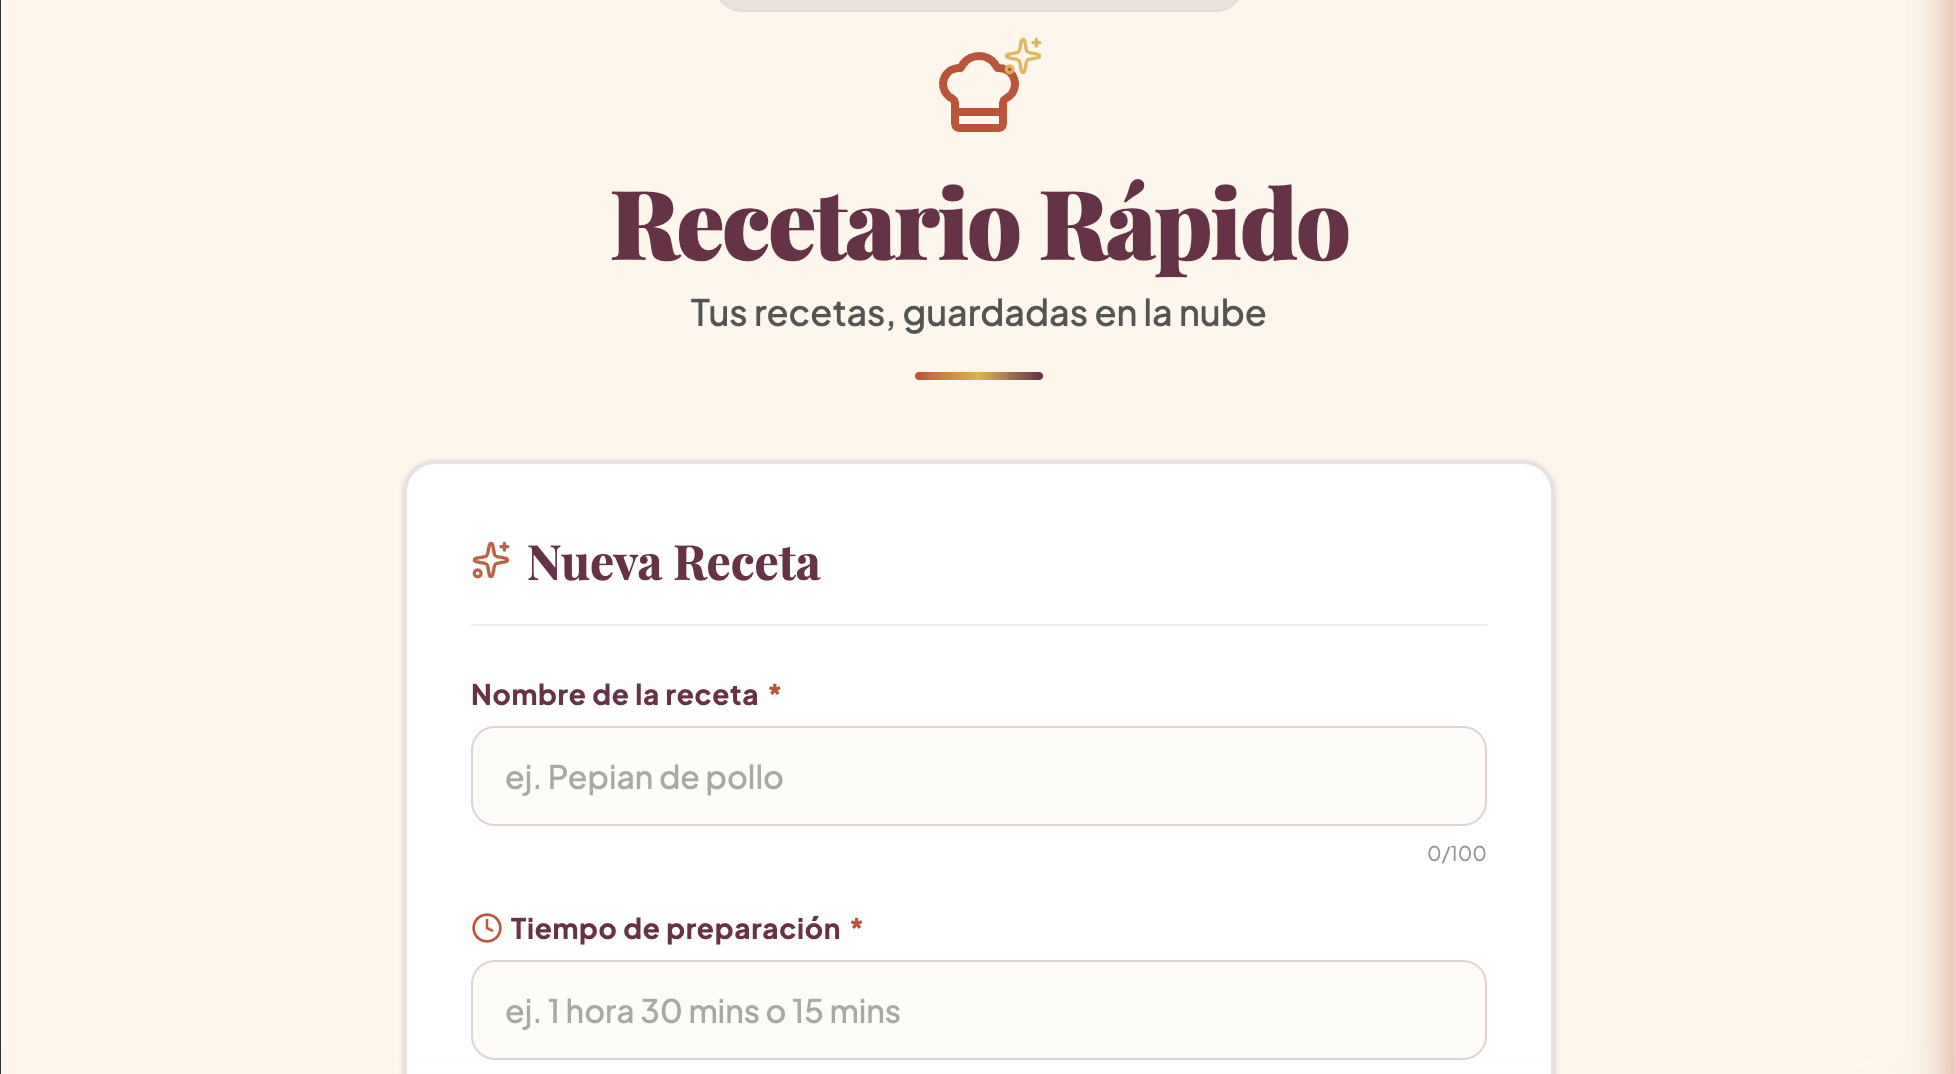 Recetario Rápido
Tus recetas, guardadas en la nube
Nueva Receta
Nombre de la receta *
ej. Pepian de pollo
0/100
Tiempo de preparación *
ej. 1 hora 30 mins o 15 mins